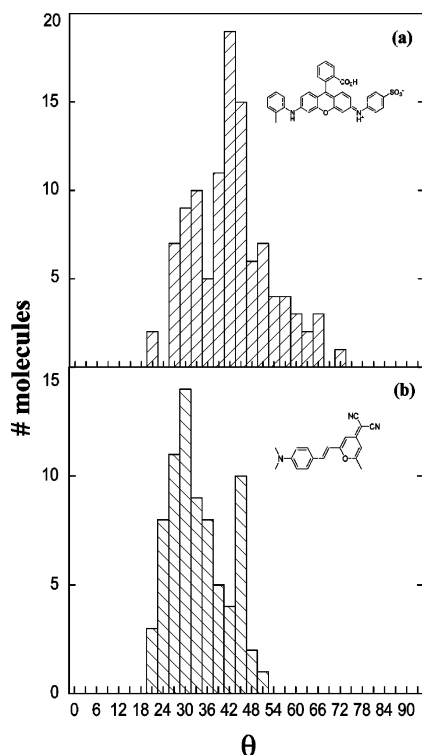 (a)
20
15
10
5
CO₂H
SO₃⁻
N
H
O
N
H⁺
# molecules
15
10
5
0
(b)
NC
CN
N
O
0 6 12 18 24 30 36 42 48 54 60 66 72 78 84 90
θ